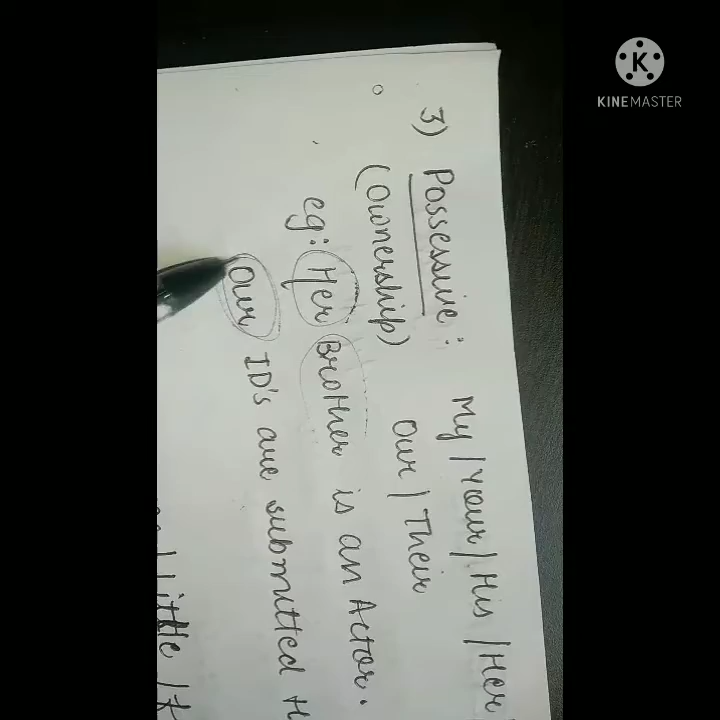 KINEMASTER
3) Possessive : My / Your / His / Her
(Ownership) Our / Their
eg: Her Brother is an Actor.
Our ID's are submitted
Little /